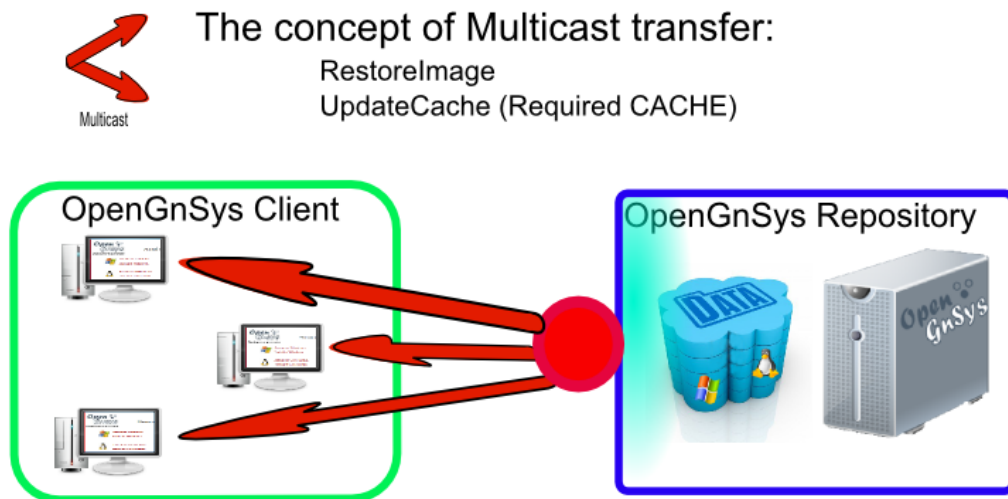 The concept of Multicast transfer:
RestoreImage
UpdateCache (Required CACHE)
Multicast
OpenGnSys Client
OpenGnSys Repository
DATA
Open
GnSys